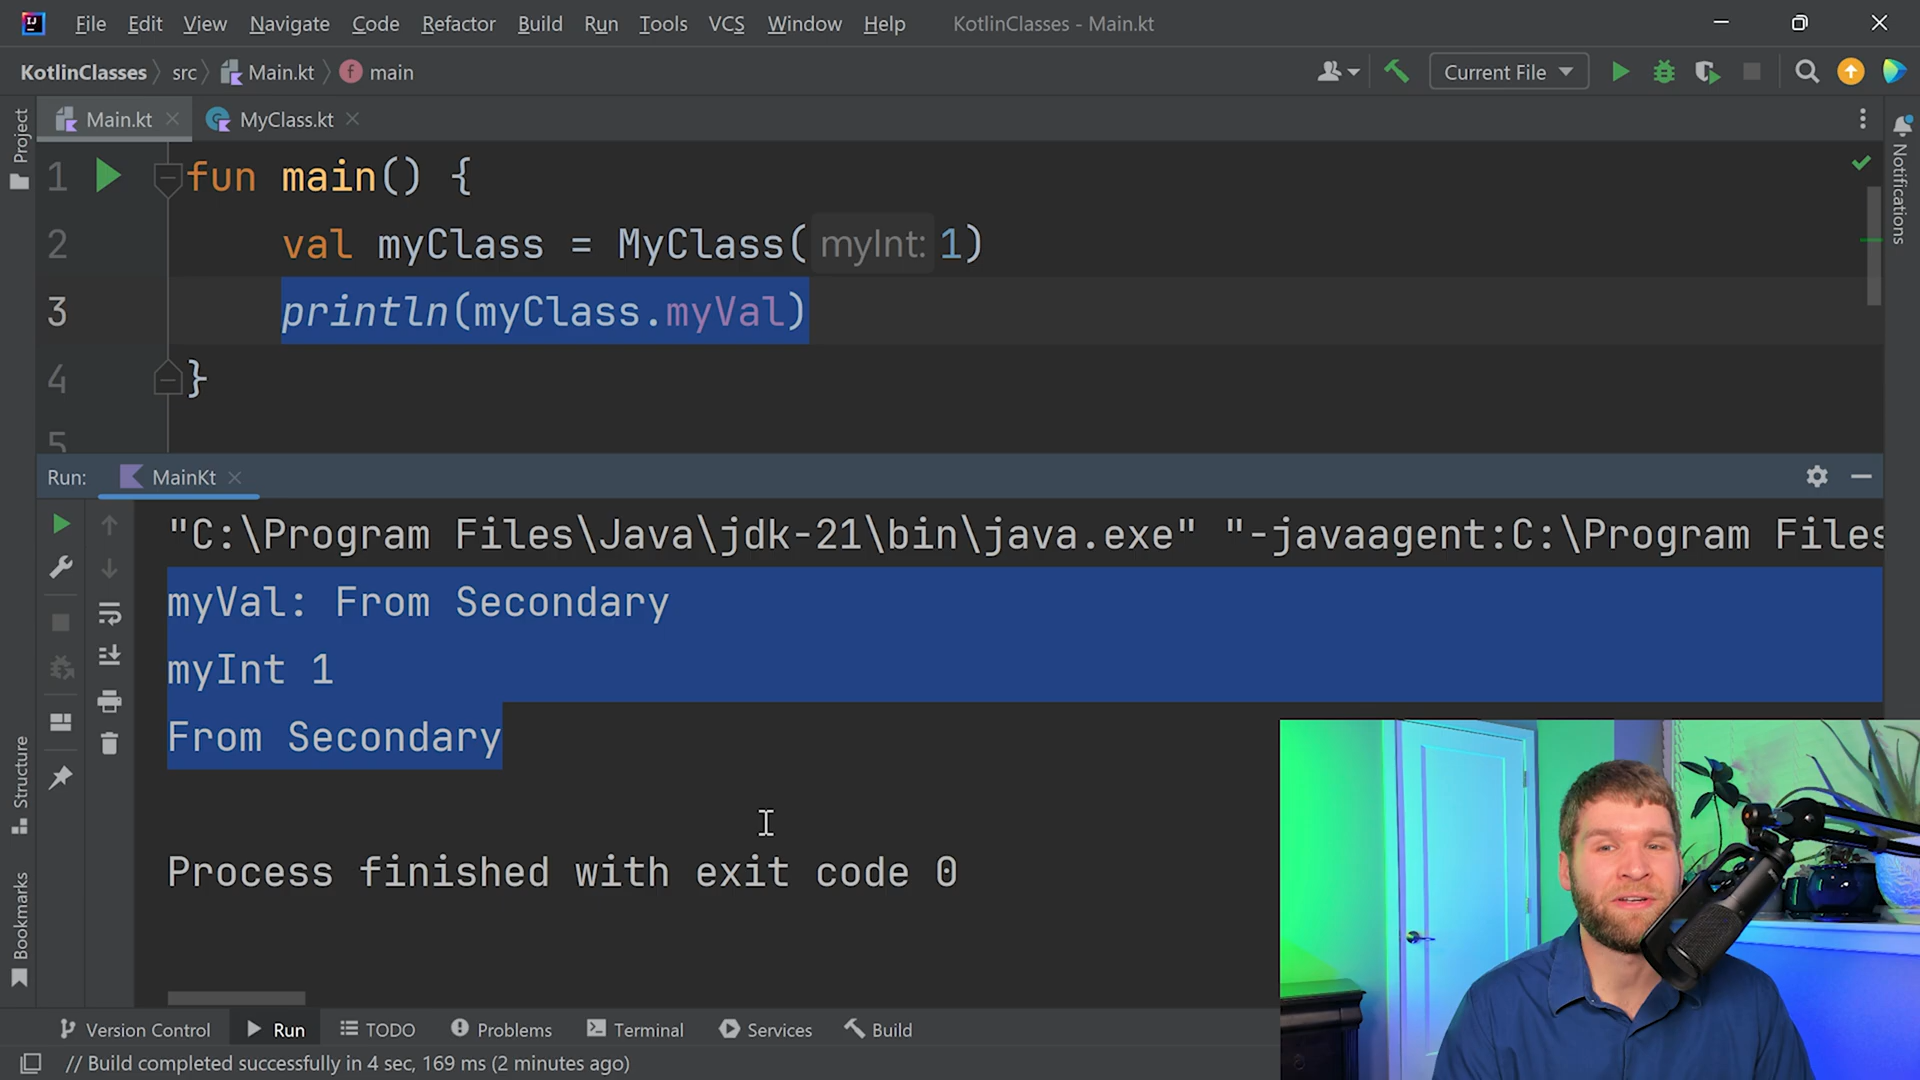 File Edit View Navigate Code Refactor Build Run Tools VCS Window Help KotlinClasses - Main.kt
KotlinClasses src Main.kt main Current File
Project
Main.kt MyClass.kt
Notifications
1 fun main() {
2 val myClass = MyClass( myInt: 1)
3 println(myClass.myVal)
4 }
5
Run: MainKt
"C:\Program Files\Java\jdk-21\bin\java.exe" "-javaagent:C:\Program Files
myVal: From Secondary
myInt 1
From Secondary
Process finished with exit code 0
Structure
Bookmarks
Version Control Run TODO Problems Terminal Services Build
// Build completed successfully in 4 sec, 169 ms (2 minutes ago)